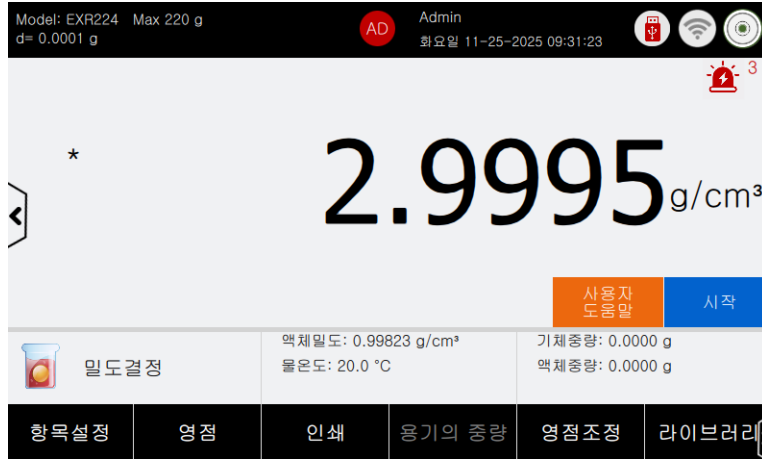 Model: EXR224 Max 220 g
d= 0.0001 g
AD
Admin
화요일 11-25-2025 09:31:23
3
* 2.9995 g/cm³
사용자
도움말
시작
밀도결정
액체밀도: 0.99823 g/cm³
물온도: 20.0 °C
기체중량: 0.0000 g
액체중량: 0.0000 g
항목설정 영점 인쇄 용기의 중량 영점조정 라이브러리